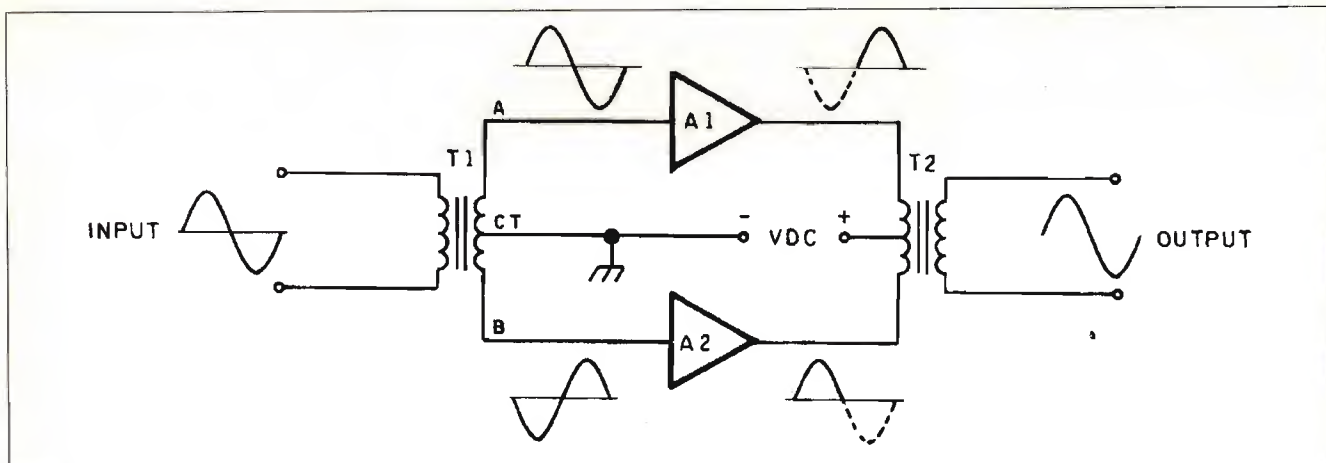 A
A1
T1
T2
CT
- VDC +
INPUT
OUTPUT
B
A2